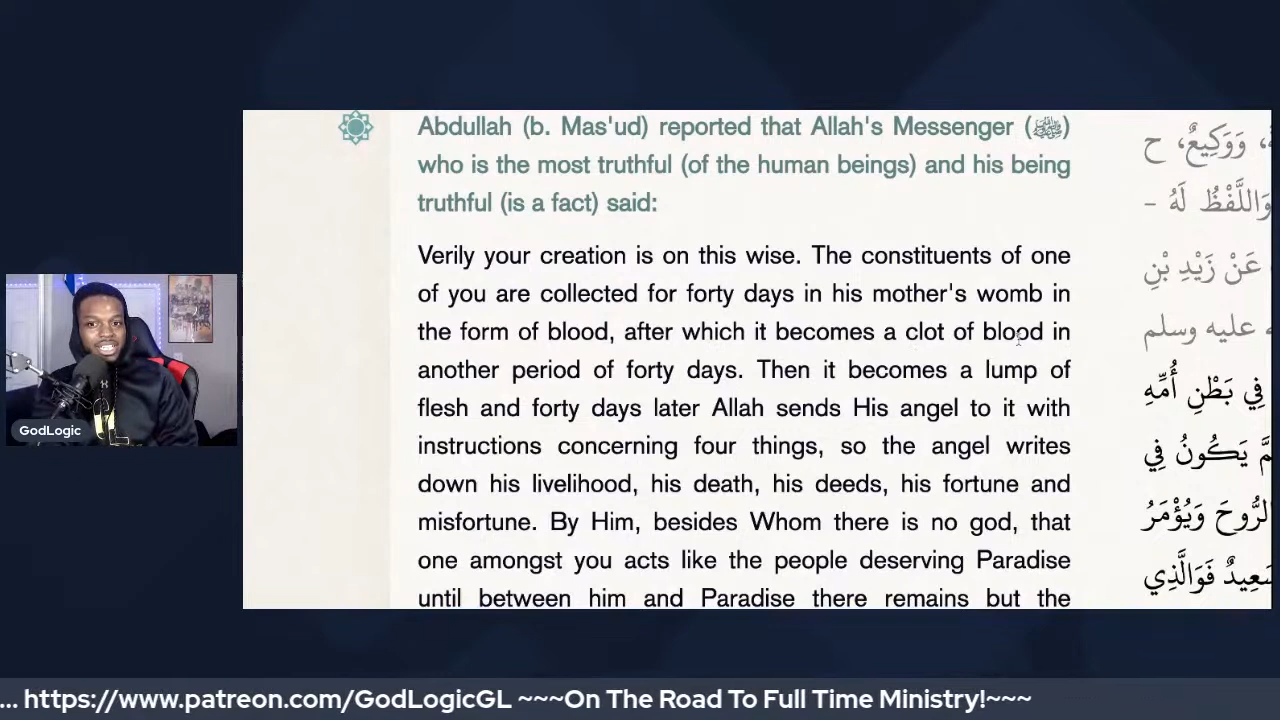 Abdullah (b. Mas'ud) reported that Allah's Messenger (ﷺ)
who is the most truthful (of the human beings) and his being
truthful (is a fact) said:
Verily your creation is on this wise. The constituents of one
of you are collected for forty days in his mother's womb in
the form of blood, after which it becomes a clot of blood in
another period of forty days. Then it becomes a lump of
flesh and forty days later Allah sends His angel to it with
instructions concerning four things, so the angel writes
down his livelihood, his death, his deeds, his fortune and
misfortune. By Him, besides Whom there is no god, that
one amongst you acts like the people deserving Paradise
until between him and Paradise there remains but the
وَوَكِيعٌ، ح
وَاللَّفْظُ لَهُ -
عَنْ زَيْدِ بْنِ
عليه وسلم
فِي بَطْنِ أُمِّهِ
يَكُونُ فِي
الرُّوحَ وَيُؤْمَرُ
فَوَالَّذِي
GodLogic
... https://www.patreon.com/GodLogicGL ~~~On The Road To Full Time Ministry!~~~